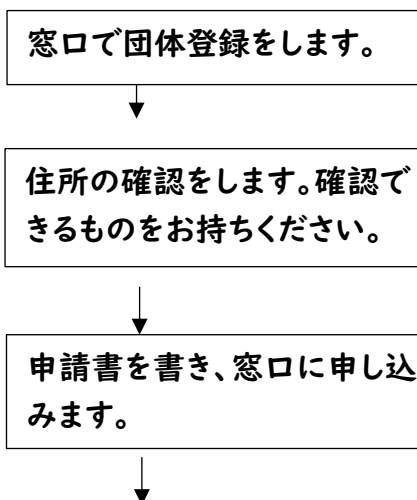 窓口で団体登録をします。
住所の確認をします。確認で
きるものをお持ちください。
申請書を書き、窓口に申し込
みます。